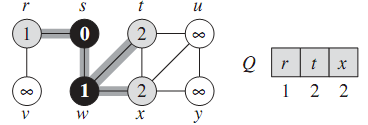 r s t u
1 0 2 ∞
Q r t x
∞ 1 2 ∞
1 2 2
v w x y